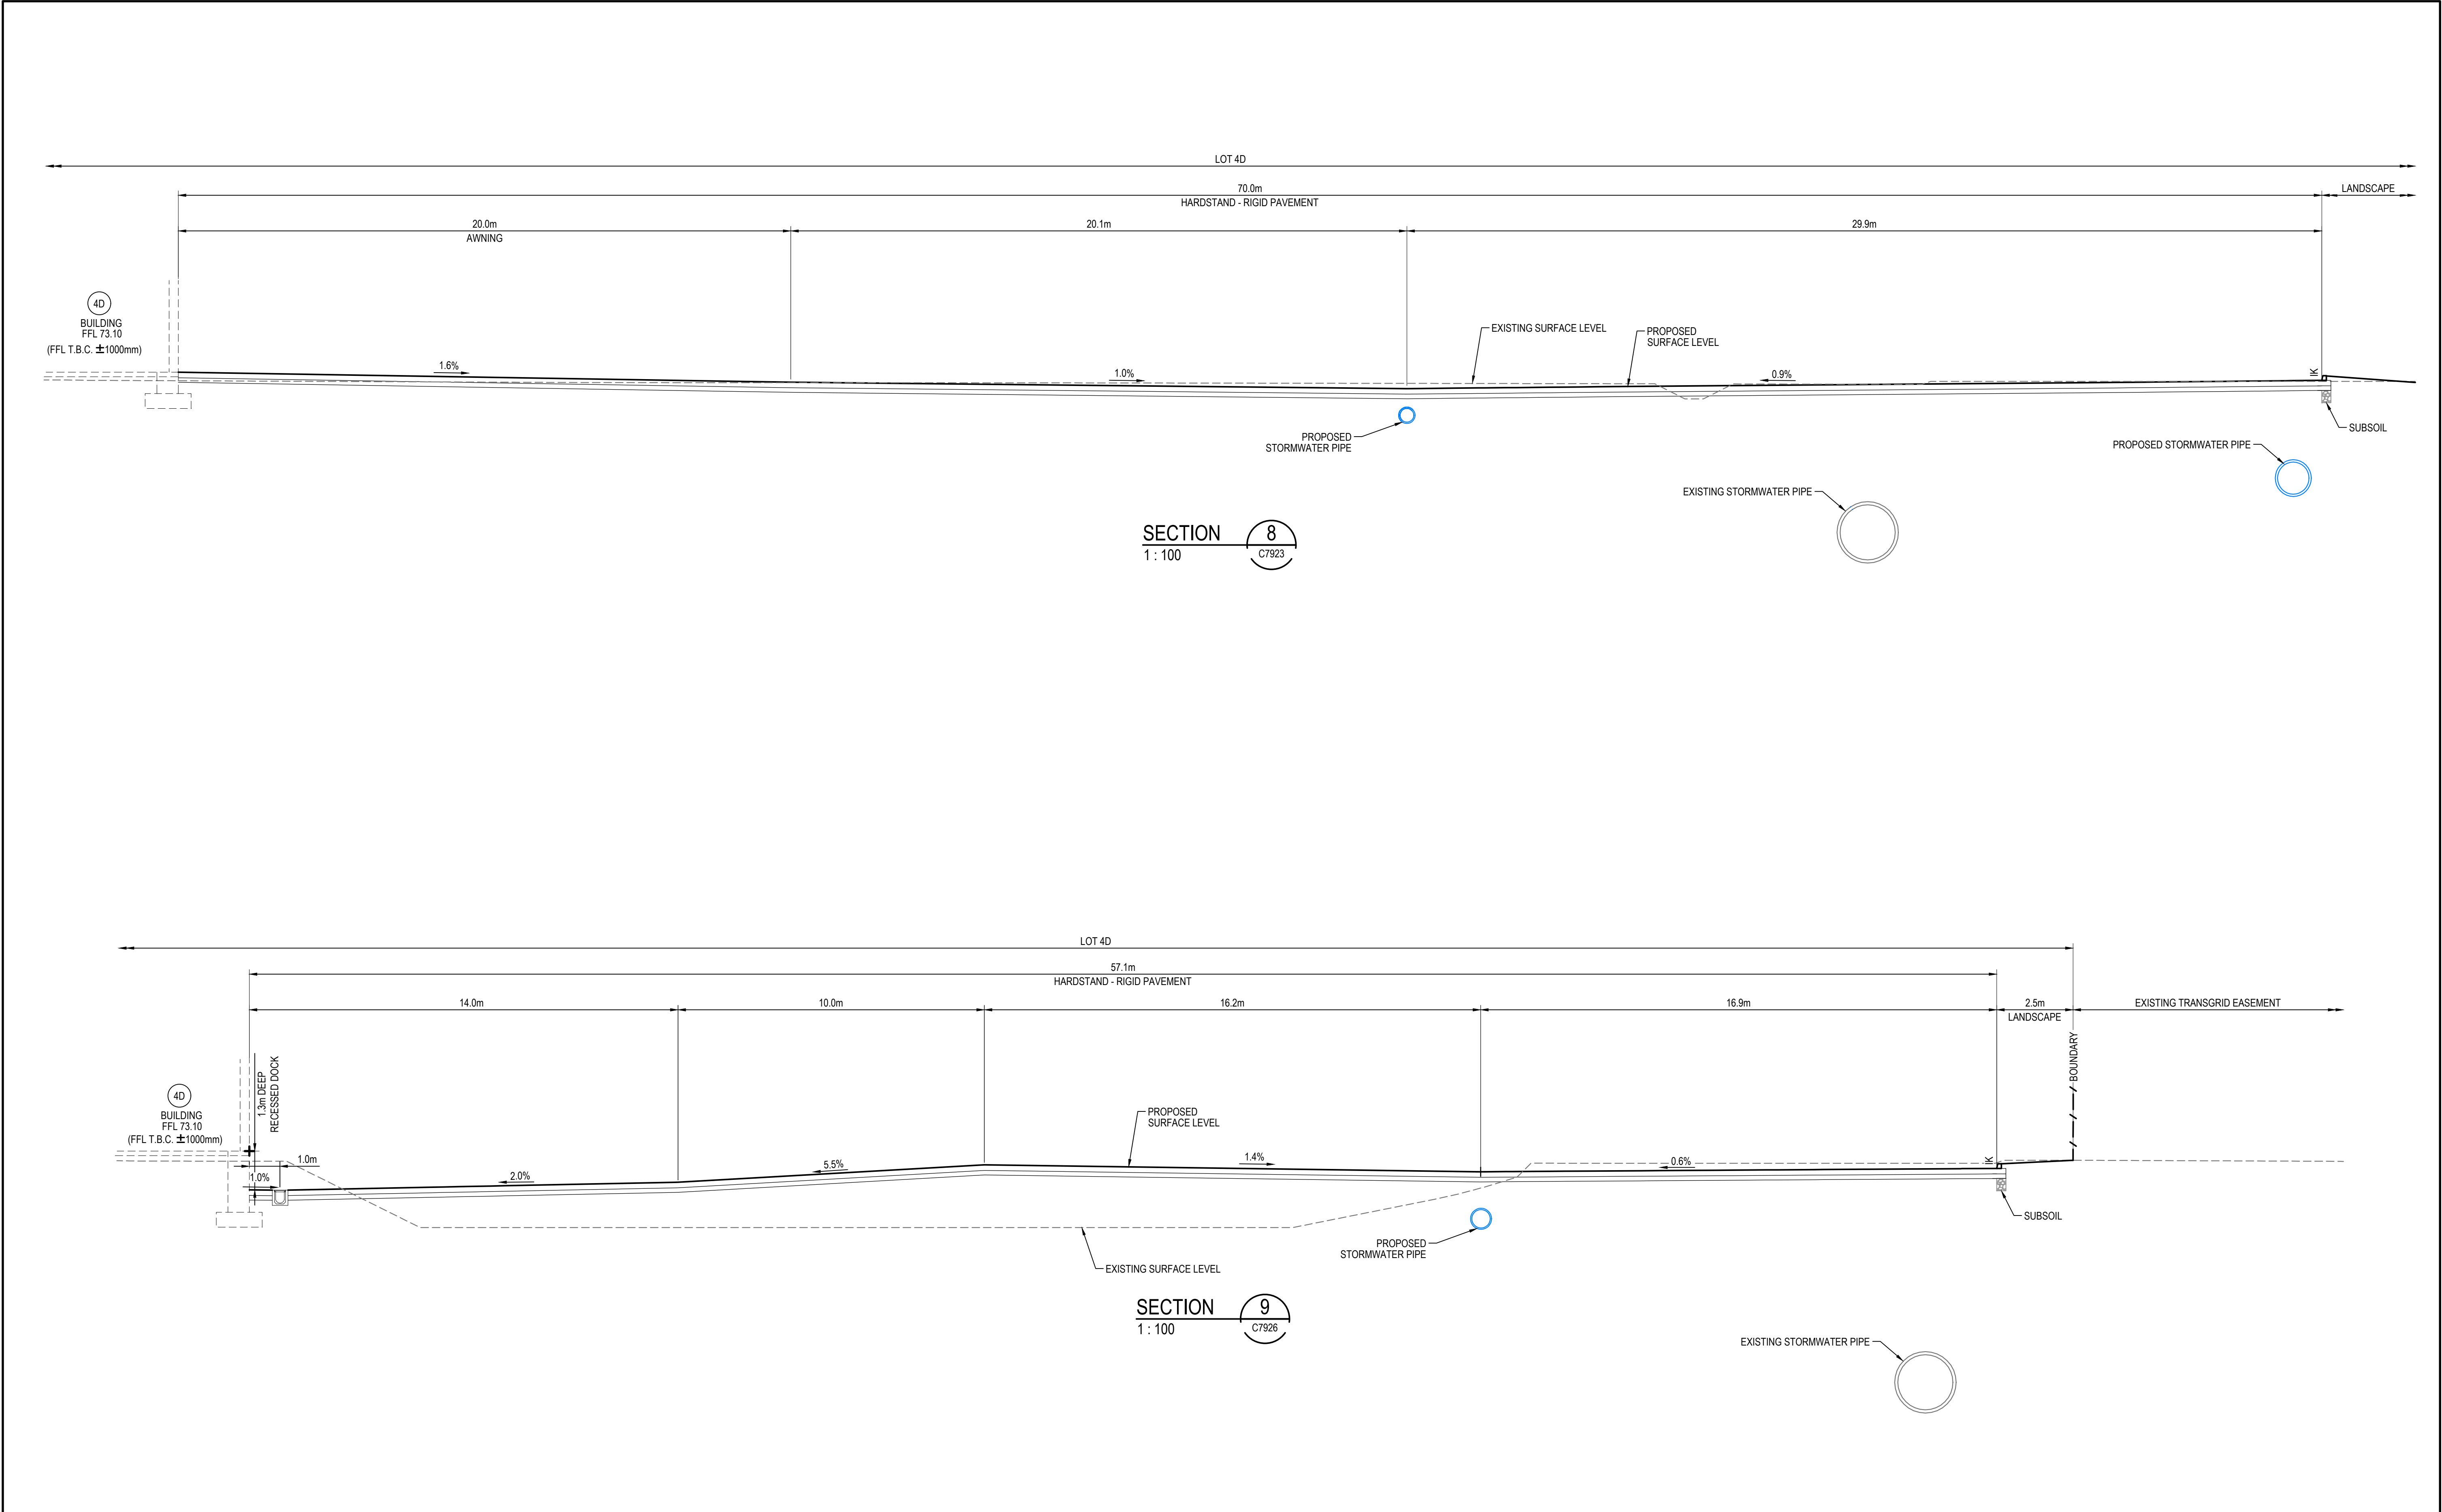 LOT 4D
70.0m
HARDSTAND - RIGID PAVEMENT
LANDSCAPE
20.0m
AWNING
20.1m
29.9m
4D
BUILDING
FFL 73.10
(FFL T.B.C. ±1000mm)
1.6%
1.0%
EXISTING SURFACE LEVEL
PROPOSED
SURFACE LEVEL
0.9%
IK
SUBSOIL
PROPOSED
STORMWATER PIPE
PROPOSED STORMWATER PIPE
EXISTING STORMWATER PIPE
SECTION 8
1 : 100 C7923
LOT 4D
57.1m
HARDSTAND - RIGID PAVEMENT
14.0m
10.0m
16.2m
16.9m
2.5m
LANDSCAPE
EXISTING TRANSGRID EASEMENT
BOUNDARY
1.3m DEEP
RECESSED DOCK
4D
BUILDING
FFL 73.10
(FFL T.B.C. ±1000mm)
1.0m
1.0%
2.0%
5.5%
PROPOSED
SURFACE LEVEL
1.4%
0.6%
IK
SUBSOIL
PROPOSED
STORMWATER PIPE
EXISTING SURFACE LEVEL
SECTION 9
1 : 100 C7926
EXISTING STORMWATER PIPE